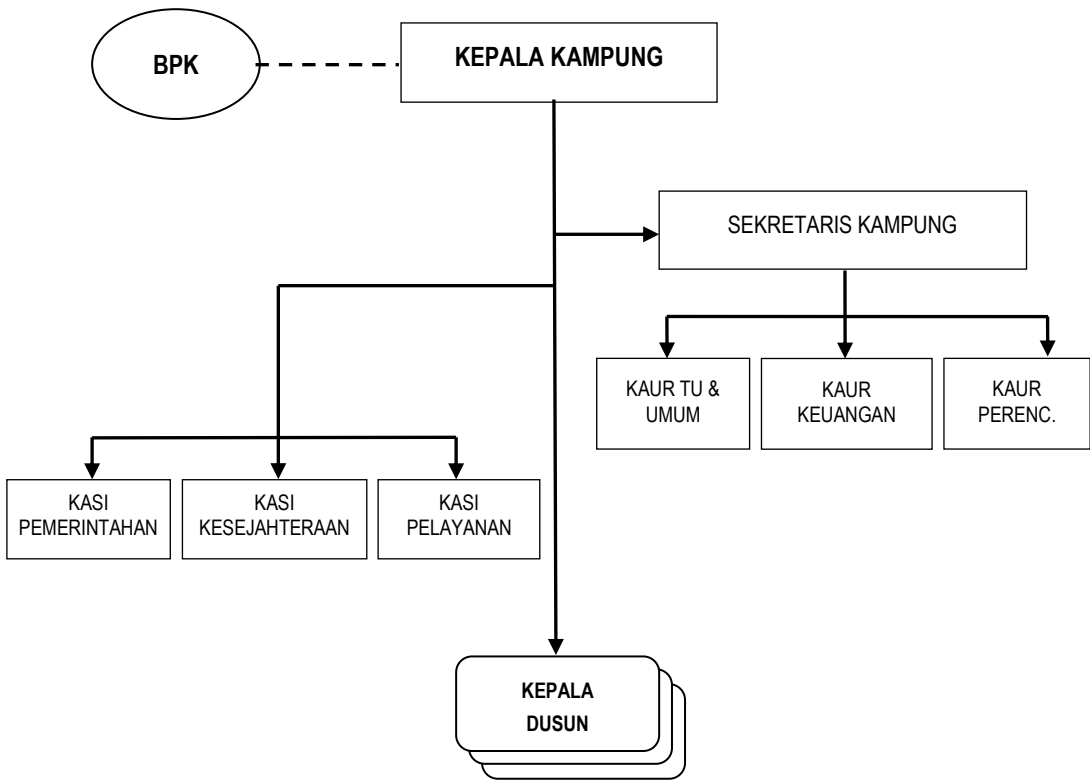 BPK
KEPALA KAMPUNG
SEKRETARIS KAMPUNG
KAUR TU &
UMUM
KAUR
KEUANGAN
KAUR
PERENC.
KASI
PEMERINTAHAN
KASI
KESEJAHTERAAN
KASI
PELAYANAN
KEPALA
DUSUN